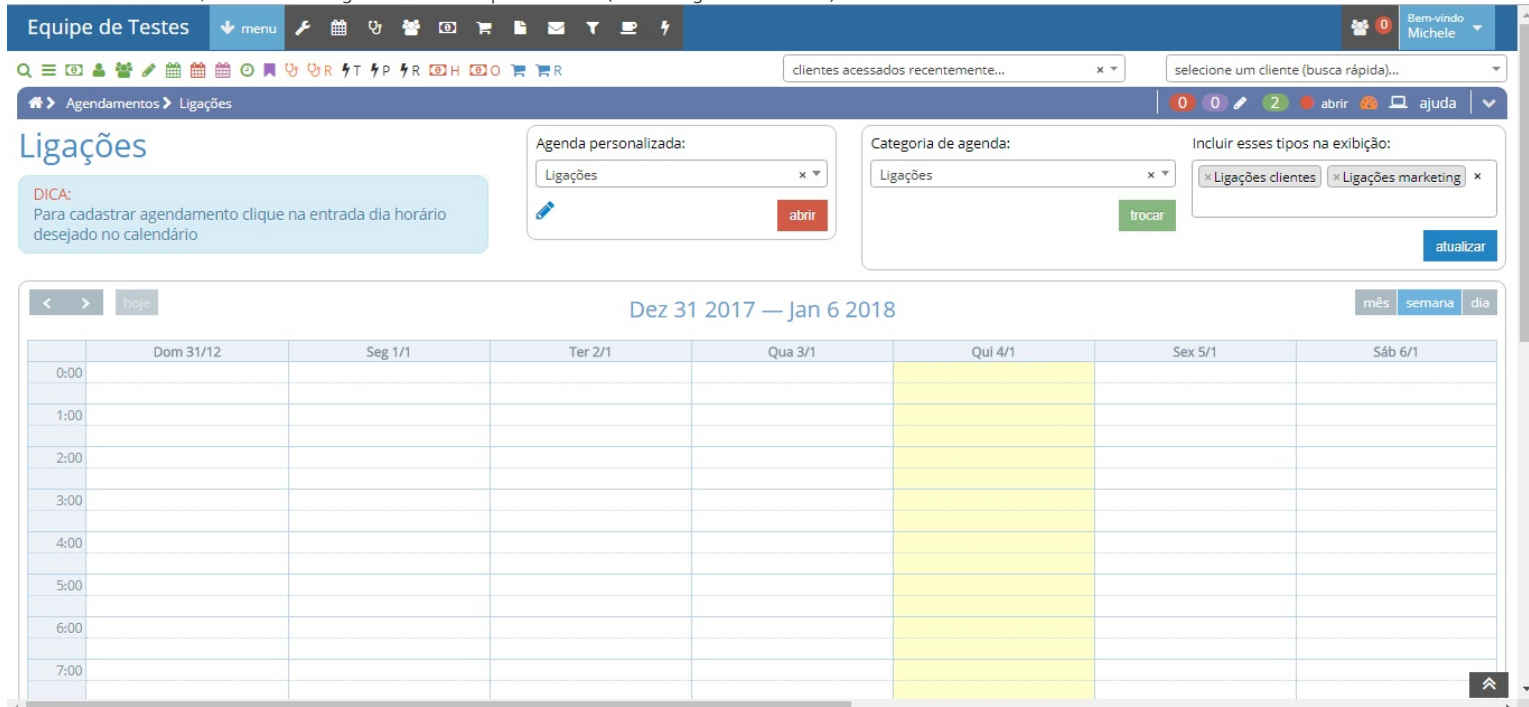 Equipe de Testes menu 0 Bem-vindo Michele
R T P R H O R clientes acessados recentemente... × selecione um cliente (busca rápida)...
Agendamentos Ligações 0 0 2 abrir ajuda
Ligações
DICA:
Para cadastrar agendamento clique na entrada dia horário
desejado no calendário
Agenda personalizada:
Ligações ×
abrir
Categoria de agenda:
Ligações ×
trocar
Incluir esses tipos na exibição:
×Ligações clientes ×Ligações marketing ×
atualizar
< > hoje Dez 31 2017 — Jan 6 2018 mês semana dia
Dom 31/12 Seg 1/1 Ter 2/1 Qua 3/1 Qui 4/1 Sex 5/1 Sáb 6/1
0:00
1:00
2:00
3:00
4:00
5:00
6:00
7:00